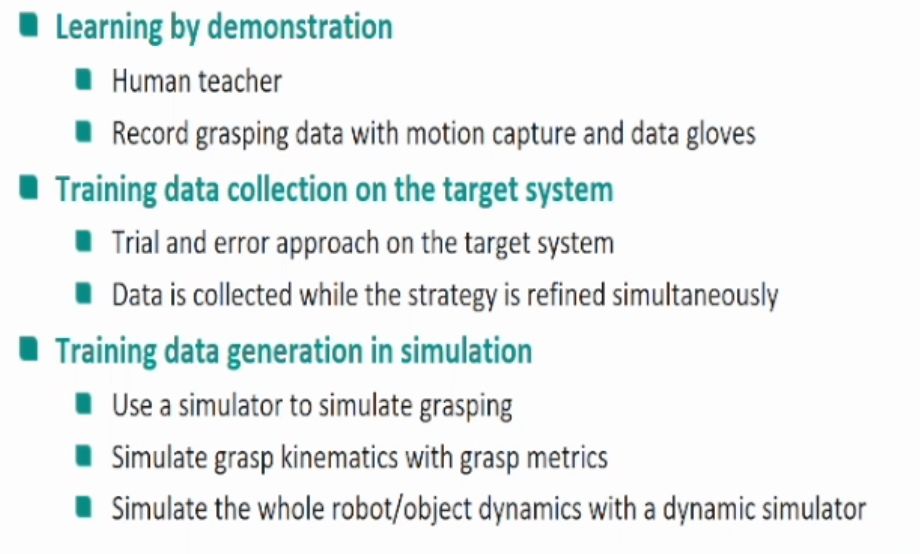 Learning by demonstration
Human teacher
Record grasping data with motion capture and data gloves
Training data collection on the target system
Trial and error approach on the target system
Data is collected while the strategy is refined simultaneously
Training data generation in simulation
Use a simulator to simulate grasping
Simulate grasp kinematics with grasp metrics
Simulate the whole robot/object dynamics with a dynamic simulator